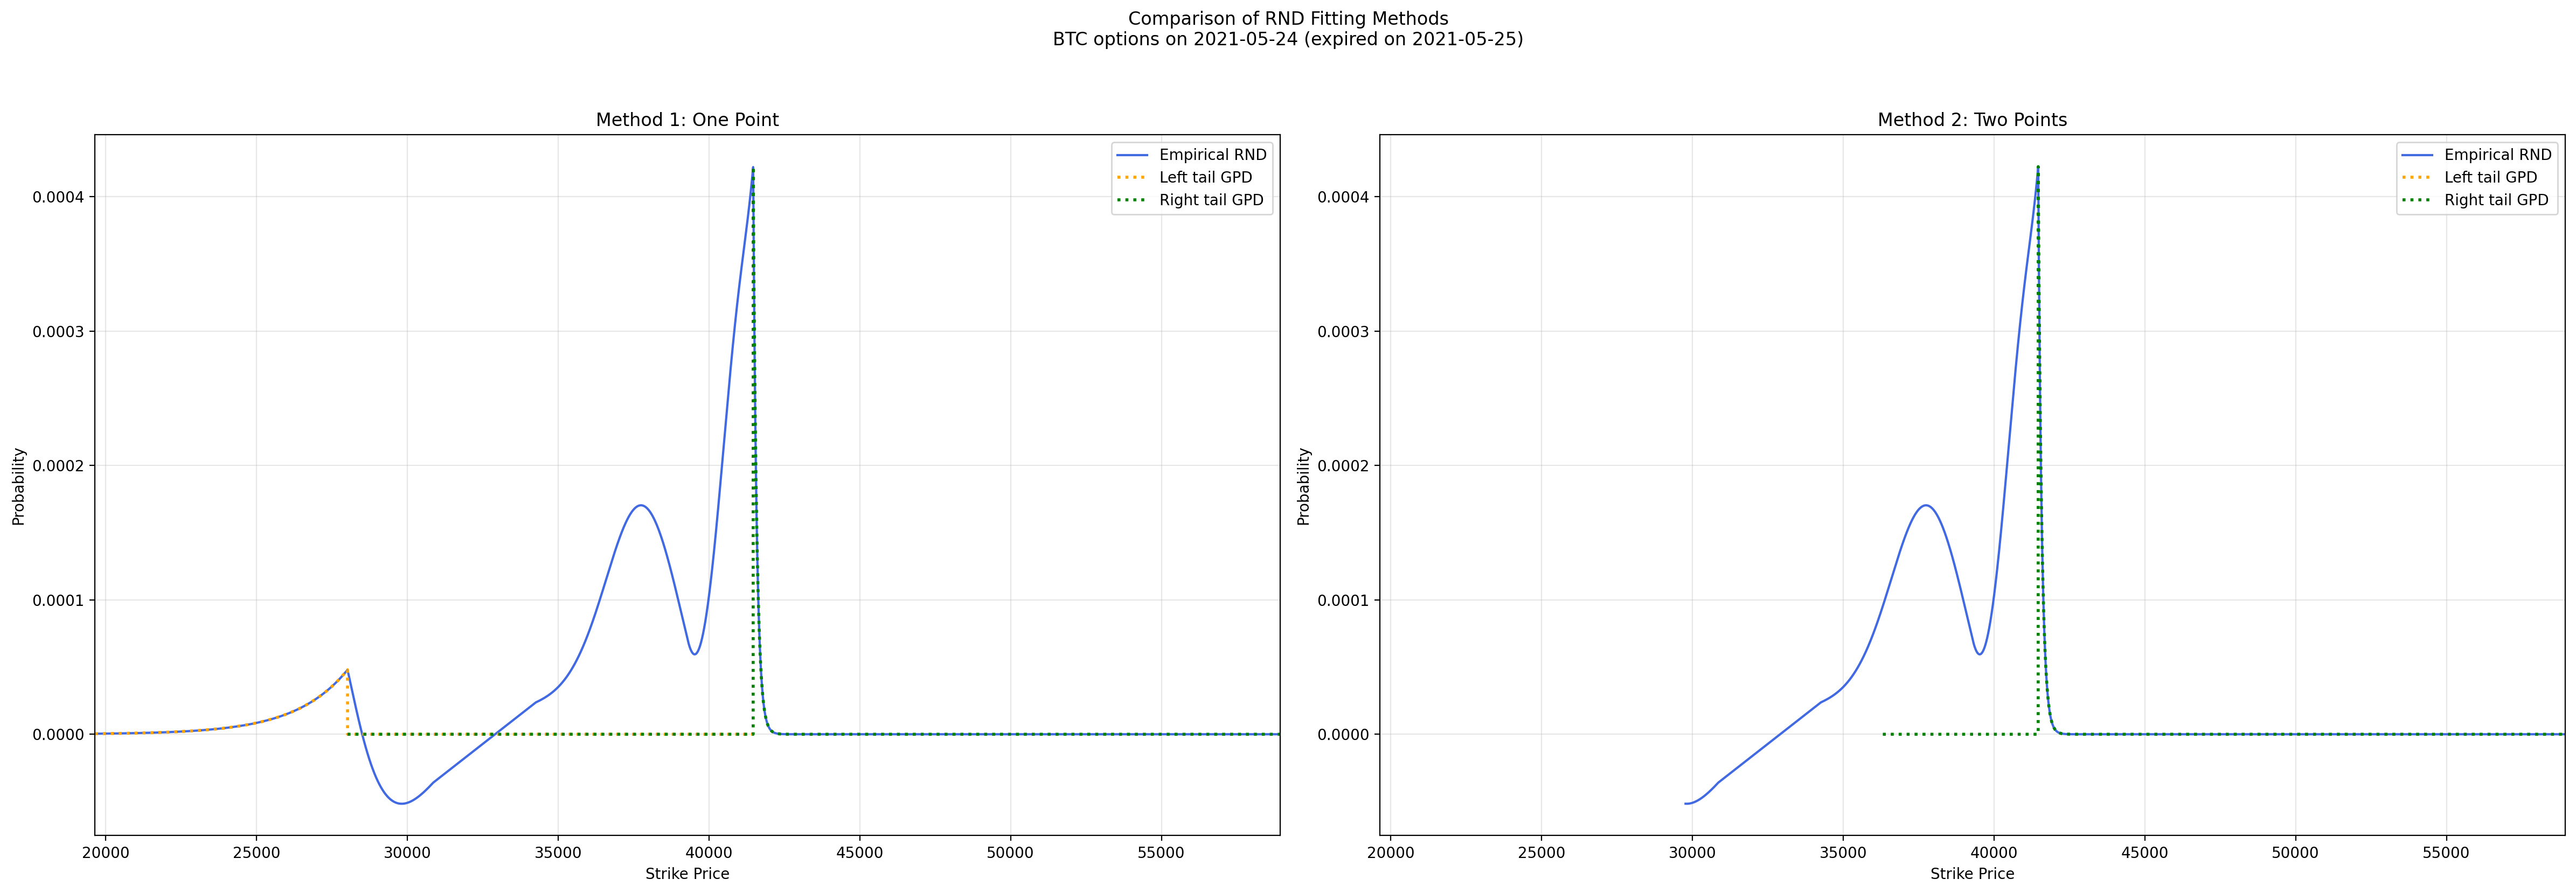 Comparison of RND Fitting Methods
BTC options on 2021-05-24 (expired on 2021-05-25)
Method 1: One Point
Empirical RND
Left tail GPD
Right tail GPD
0.0004
0.0003
0.0002
0.0001
0.0000
Probability
20000 25000 30000 35000 40000 45000 50000 55000
Strike Price
Method 2: Two Points
Empirical RND
Left tail GPD
Right tail GPD
0.0004
0.0003
0.0002
0.0001
0.0000
Probability
20000 25000 30000 35000 40000 45000 50000 55000
Strike Price